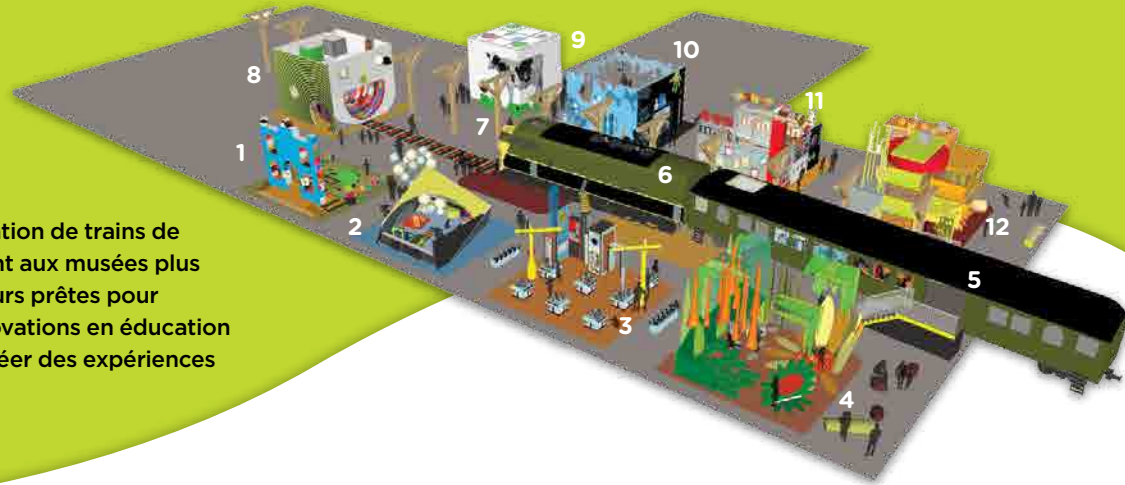 9
10
8
11
7
1
6
2
12
5
3
4
ation de trains de
nt aux musées plus
urs prêtes pour
ovations en éducation
éer des expériences